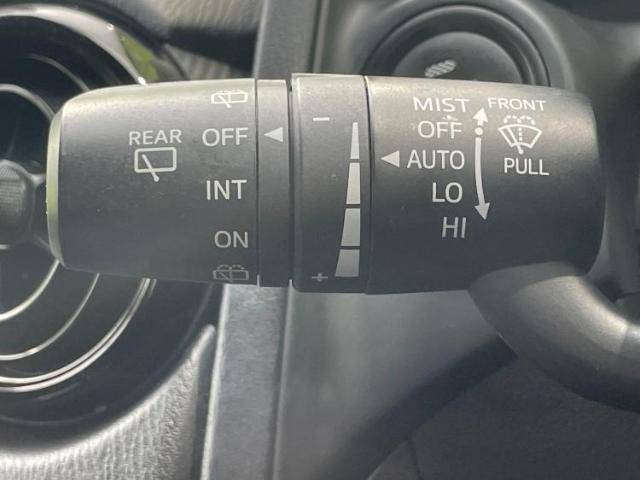 REAR
OFF
INT
ON
−
+
MIST
OFF
AUTO
LO
HI
FRONT
PULL